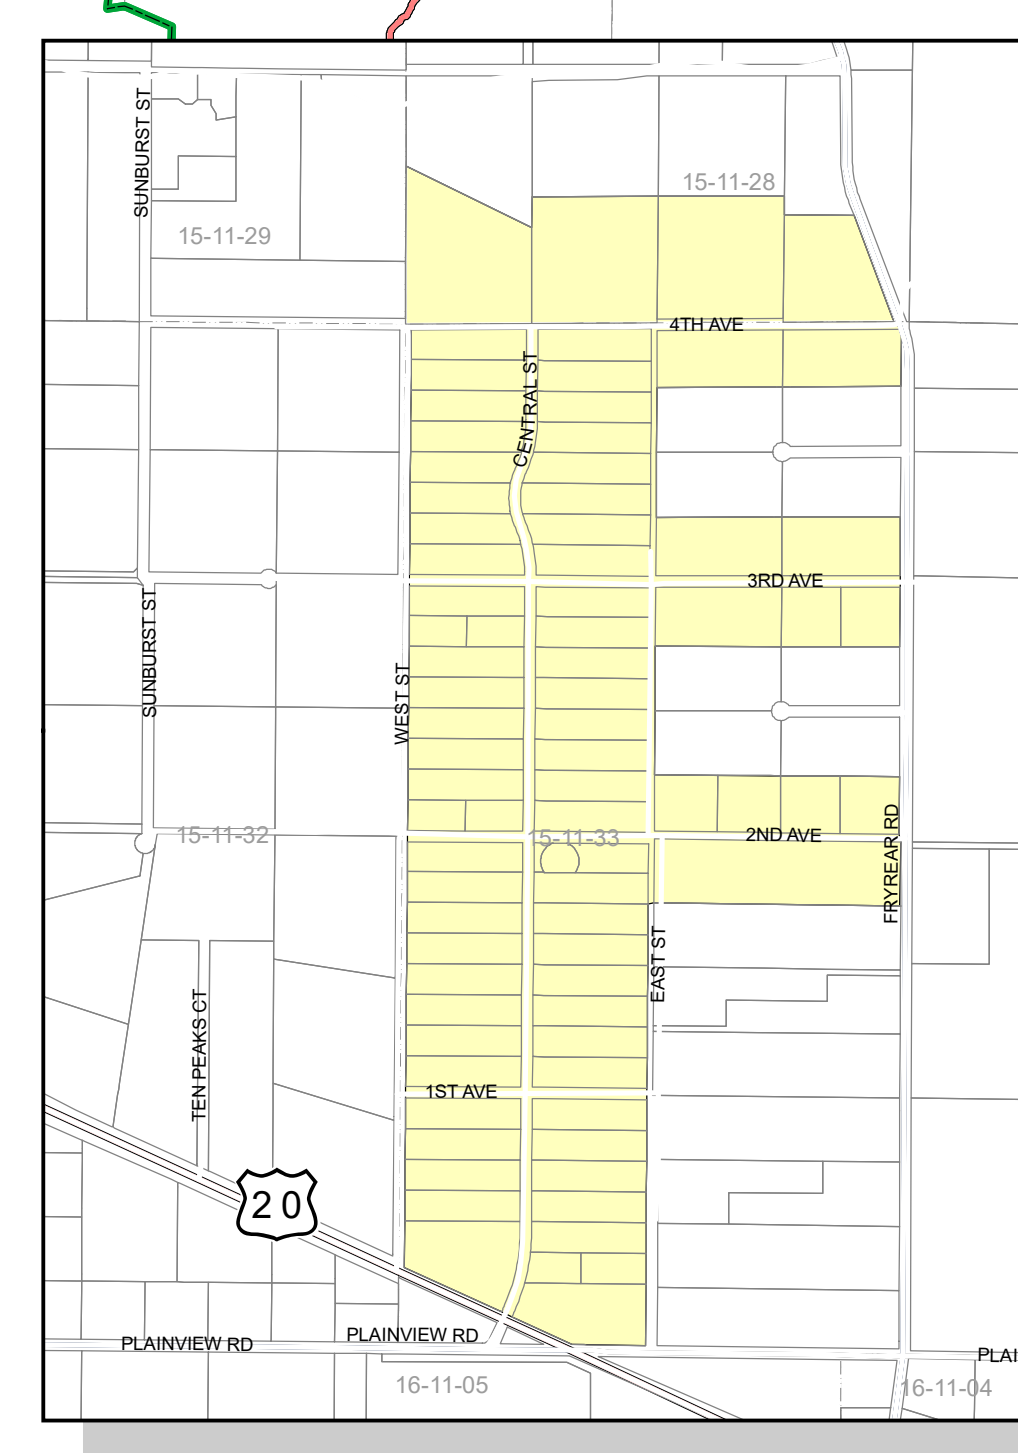 SUNBURST ST
15-11-28
15-11-29
4TH AVE
CENTRAL ST
3RD AVE
SUNBURST ST
WEST ST
15-11-32
15-11-33
2ND AVE
FRYREAR RD
EAST ST
TEN PEAKS CT
1ST AVE
20
PLAINVIEW RD
PLAINVIEW RD
PLAI
16-11-05
16-11-04